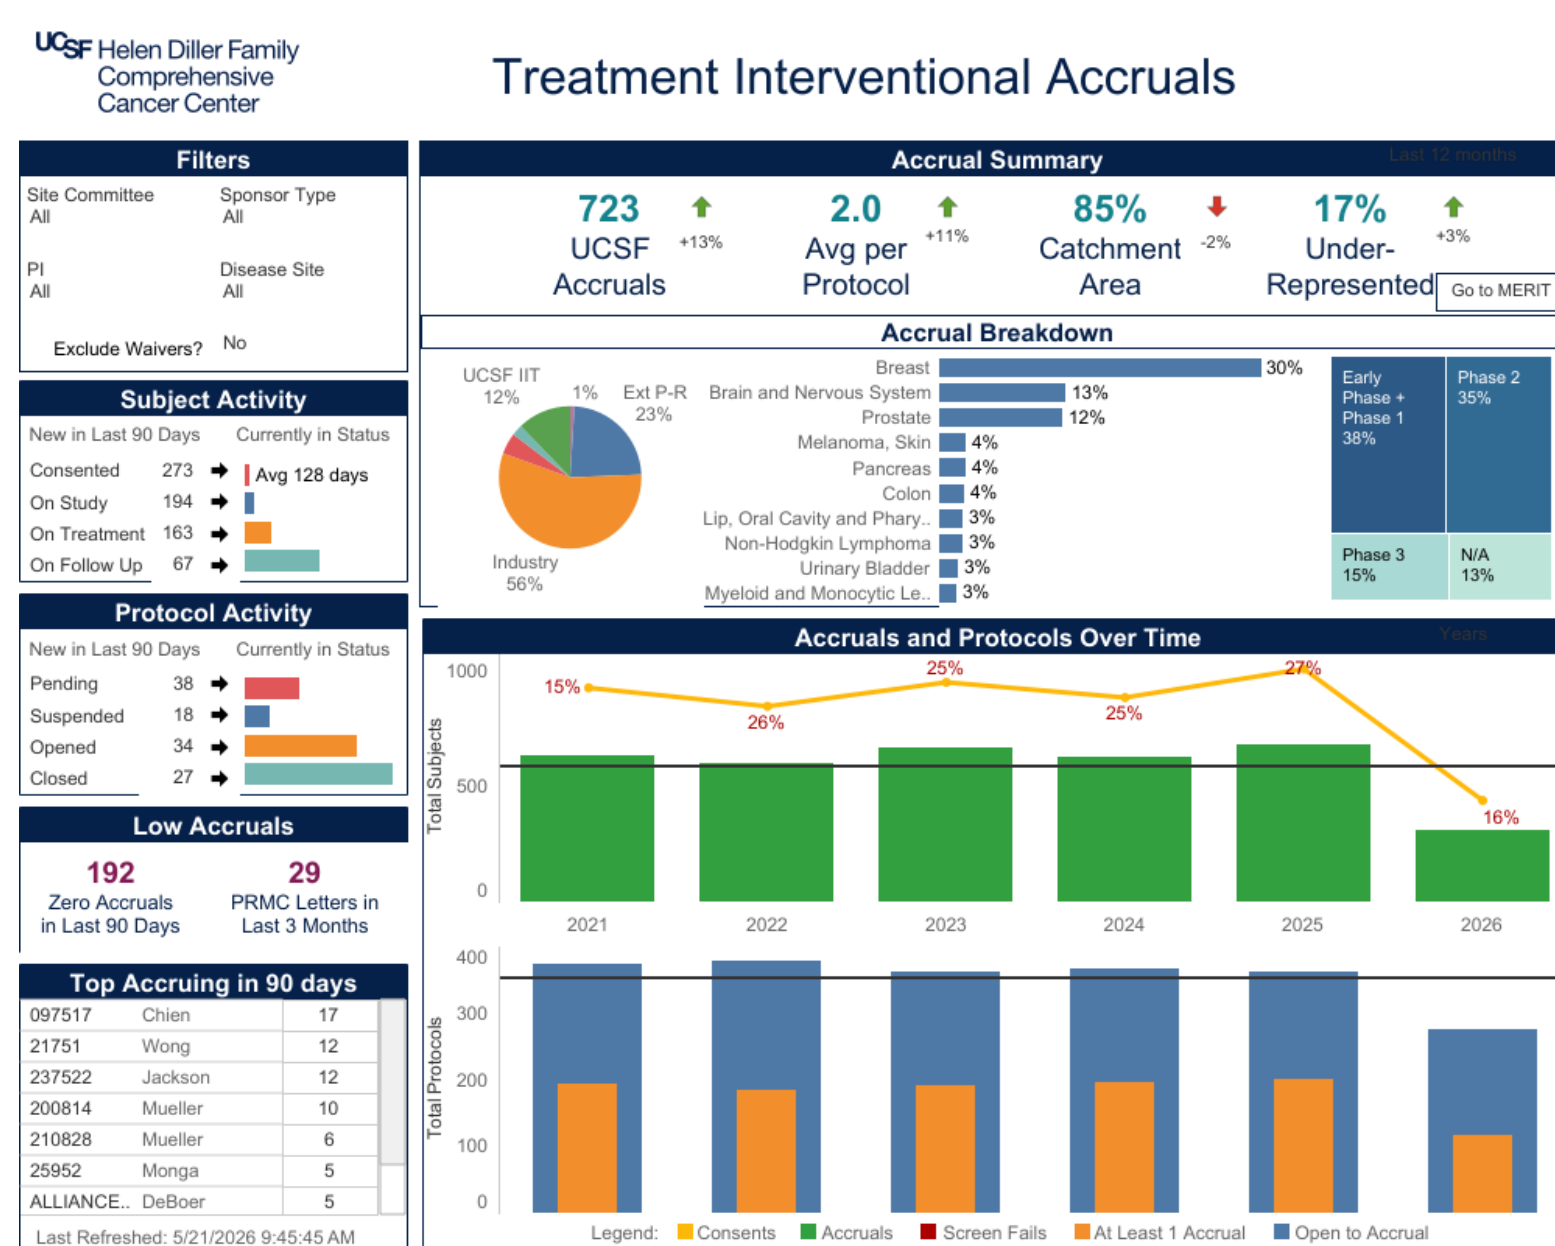 UCSF Helen Diller Family
Comprehensive
Cancer Center
Treatment Interventional Accruals
Filters
Site Committee
All
Sponsor Type
All
PI
All
Disease Site
All
Exclude Waivers?
No
Subject Activity
New in Last 90 Days
Currently in Status
Consented 273
Avg 128 days
On Study 194
On Treatment 163
On Follow Up 67
Protocol Activity
New in Last 90 Days
Currently in Status
Pending 38
Suspended 18
Opened 34
Closed 27
Low Accruals
192
Zero Accruals
in Last 90 Days
29
PRMC Letters in
Last 3 Months
Top Accruing in 90 days
097517 Chien 17
21751 Wong 12
237522 Jackson 12
200814 Mueller 10
210828 Mueller 6
25952 Monga 5
ALLIANCE.. DeBoer 5
Last Refreshed: 5/21/2026 9:45:45 AM
Accrual Summary
Last 12 months
723
UCSF
Accruals
+13%
2.0
Avg per
Protocol
+11%
85%
Catchment
Area
-2%
17%
Under-
Represented
+3%
Go to MERIT
Accrual Breakdown
UCSF IIT
12%
1%
Ext P-R
23%
Industry
56%
Breast 30%
Brain and Nervous System 13%
Prostate 12%
Melanoma, Skin 4%
Pancreas 4%
Colon 4%
Lip, Oral Cavity and Phary.. 3%
Non-Hodgkin Lymphoma 3%
Urinary Bladder 3%
Myeloid and Monocytic Le.. 3%
Early
Phase +
Phase 1
38%
Phase 2
35%
Phase 3
15%
N/A
13%
Accruals and Protocols Over Time
Years
Total Subjects
1000
500
0
15%
26%
25%
25%
27%
16%
2021
2022
2023
2024
2025
2026
Total Protocols
400
300
200
100
0
Legend: Consents Accruals Screen Fails At Least 1 Accrual Open to Accrual